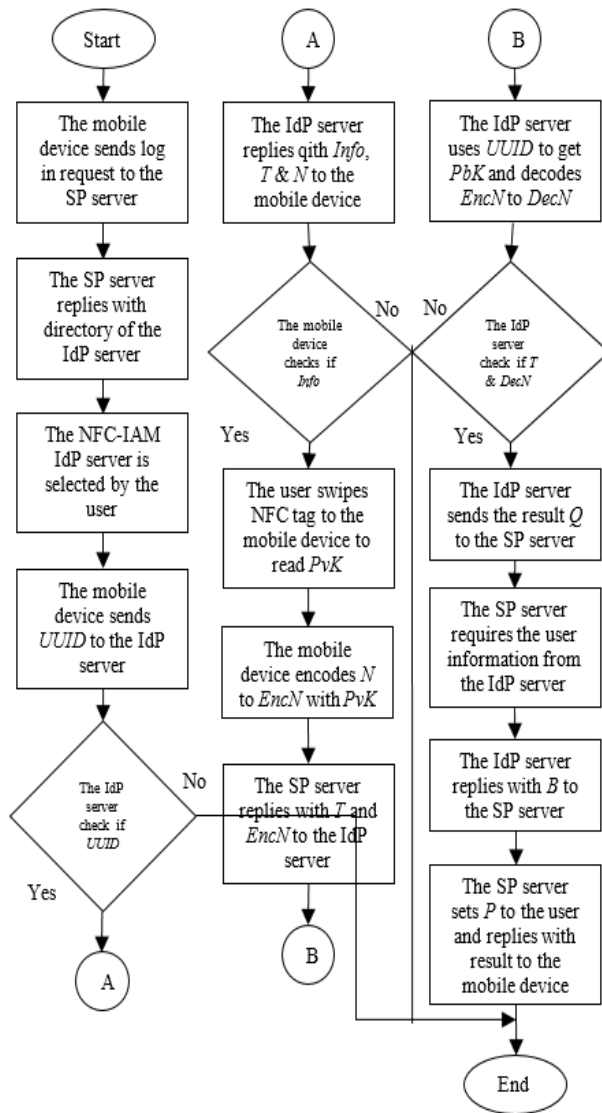 Start
The mobile
device sends log
in request to the
SP server
The SP server
replies with
directory of the
IdP server
The NFC-IAM
IdP server is
selected by the
user
The mobile
device sends
UUID to the IdP
server
The IdP
server
check if
UUID
No
Yes
A
A
The IdP server
replies qith Info,
T & N to the
mobile device
The mobile
device
checks if
Info
No
Yes
The user swipes
NFC tag to the
mobile device to
read PvK
The mobile
device encodes N
to EncN with PvK
The SP server
replies with T and
EncN to the IdP
server
B
B
The IdP server
uses UUID to get
PbK and decodes
EncN to DecN
No
The IdP
server
check if T
& DecN
Yes
The IdP server
sends the result Q
to the SP server
The SP server
requires the user
information from
the IdP server
The IdP server
replies with B to
the SP server
The SP server
sets P to the user
and replies with
result to the
mobile device
End